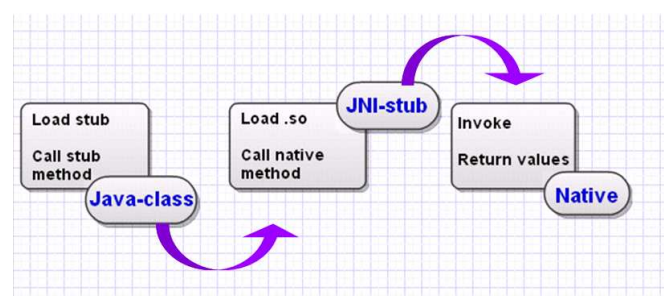 Load stub
Call stub
method
Java-class
Load .so
Call native
method
JNI-stub
Invoke
Return values
Native